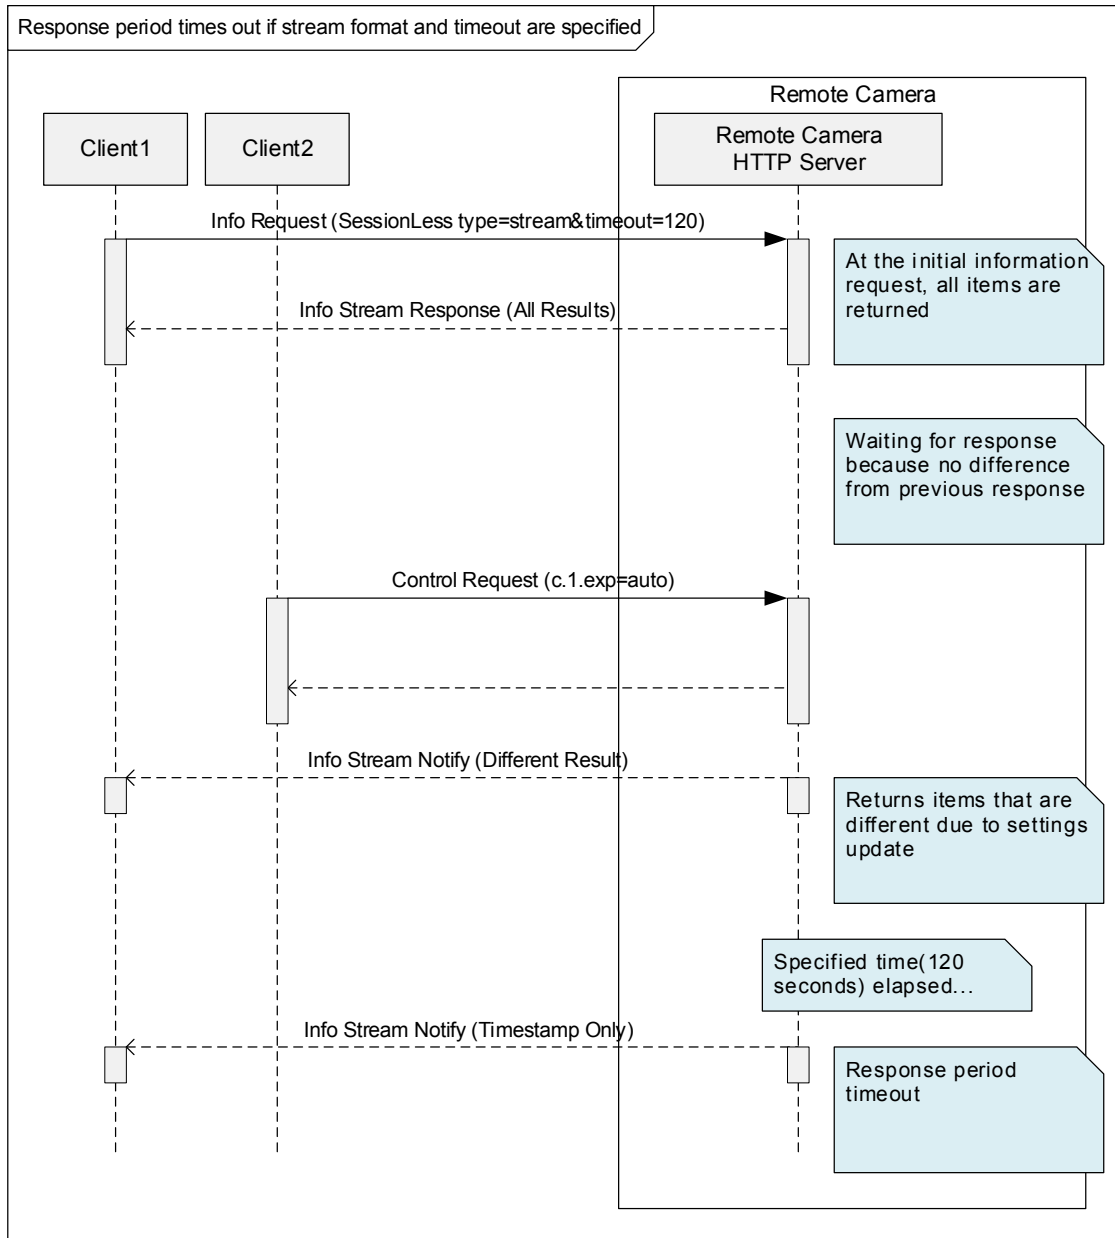 Response period times out if stream format and timeout are specified
Remote Camera
Client1
Client2
Remote Camera
HTTP Server
Info Request (SessionLess type=stream&timeout=120)
At the initial information
request, all items are
returned
Info Stream Response (All Results)
Waiting for response
because no difference
from previous response
Control Request (c.1.exp=auto)
Info Stream Notify (Different Result)
Returns items that are
different due to settings
update
Specified time(120
seconds) elapsed...
Info Stream Notify (Timestamp Only)
Response period
timeout